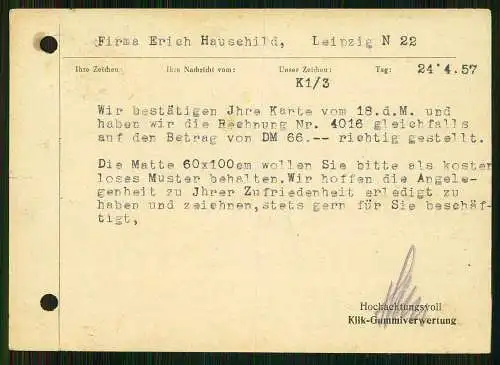 Firma Erich Hauschild, Leipzig N 22
Ihre Zeichen: Ihre Nachricht vom: Unser Zeichen: Tag: 24·4.57
K1/3
Wir bestätigen Jhre Karte vom 18.d.M. und
haben wir die Rechnung Nr. 4016 gleichfalls
auf den Betrag von DM 66.-- richtig gestellt.
Die Matte 60x100cm wollen Sie bitte als kosten
loses Muster behalten.Wir hoffen die Angele-
genheit zu Jhrer Zufriedenheit erledigt zu
haben und zeichnen,stets gern für Sie beschäf-
tigt,
Hochachtungsvoll
Klik-Gummiverwertung